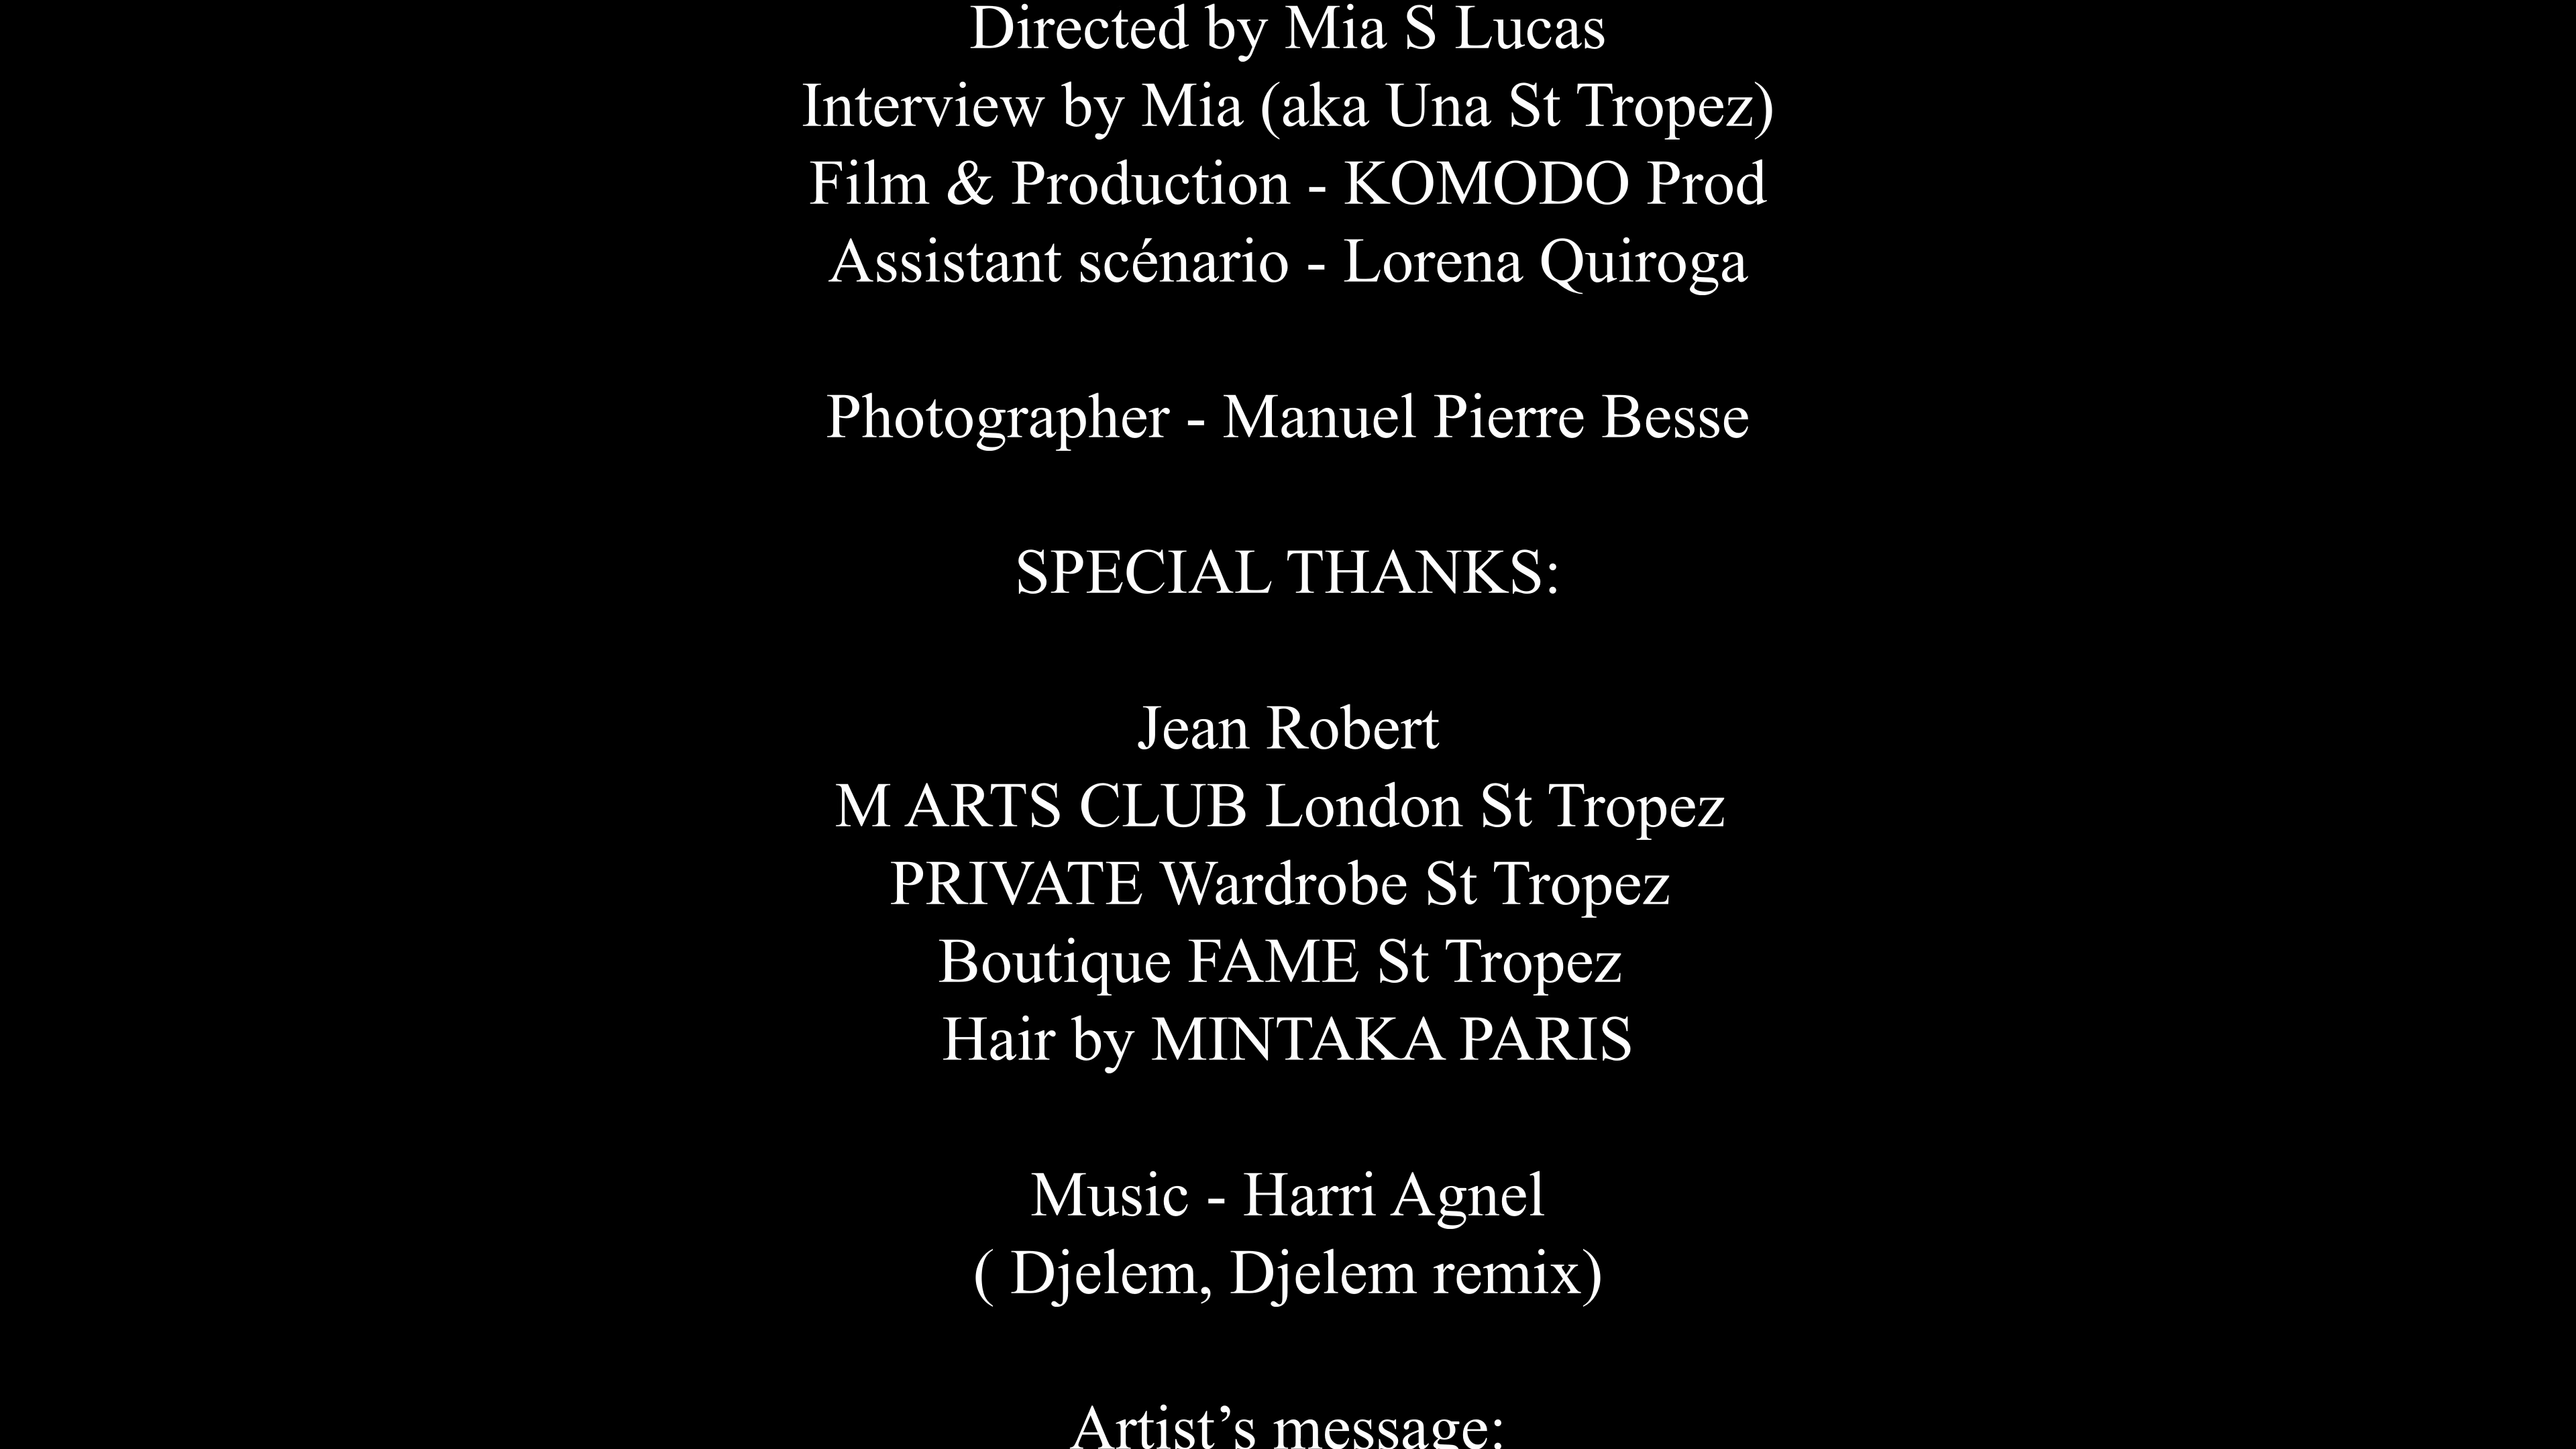 Directed by Mia S Lucas
Interview by Mia (aka Una St Tropez)
Film & Production - KOMODO Prod
Assistant scénario - Lorena Quiroga
Photographer - Manuel Pierre Besse
SPECIAL THANKS:
Jean Robert
M ARTS CLUB London St Tropez
PRIVATE Wardrobe St Tropez
Boutique FAME St Tropez
Hair by MINTAKA PARIS
Music - Harri Agnel
( Djelem, Djelem remix)
Artist’s message: